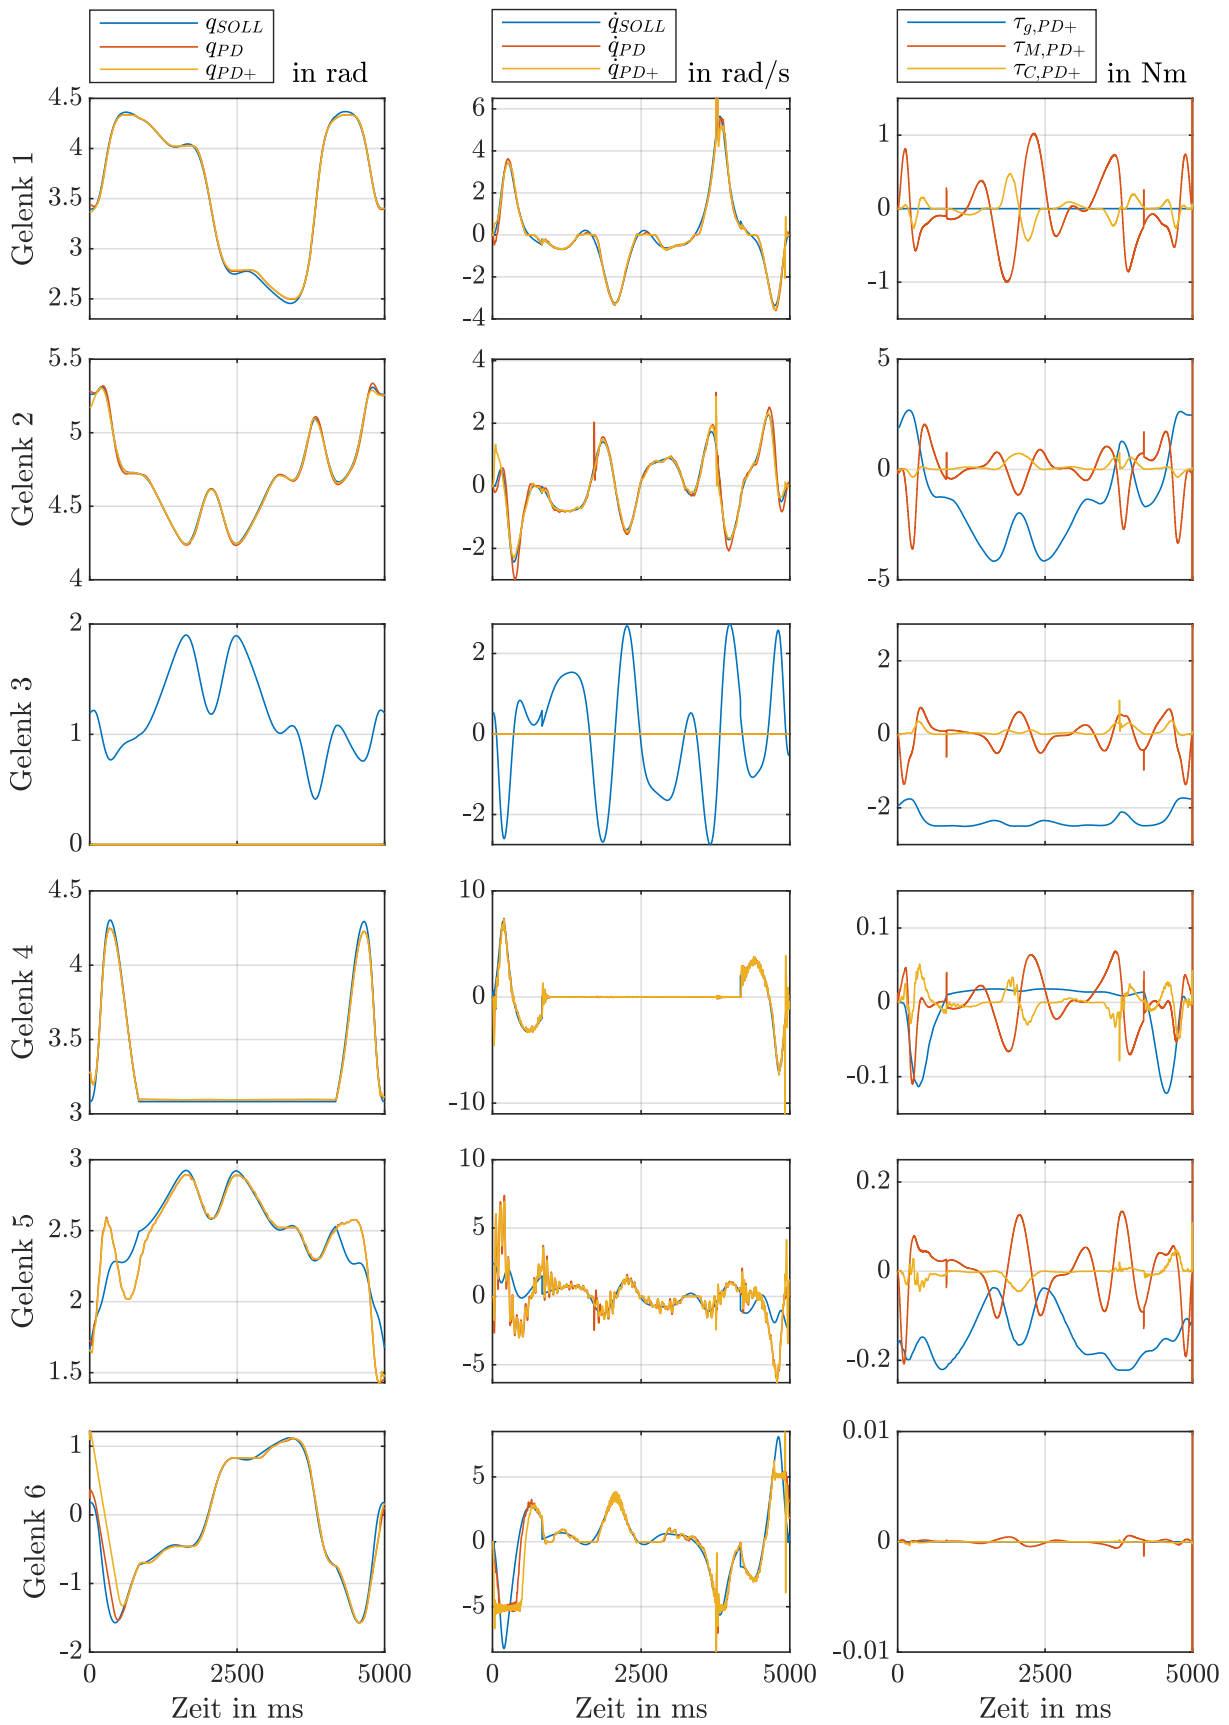 q_SOLL
q_PD
q_PD+
in rad
q̇_SOLL
q̇_PD
q̇_PD+
in rad/s
τ_g,PD+
τ_M,PD+
τ_C,PD+
in Nm
Gelenk 1
4.5
4
3.5
3
2.5
6
4
2
0
-2
-4
1
0
-1
Gelenk 2
5.5
5
4.5
4
4
2
0
-2
5
0
-5
Gelenk 3
2
1
0
2
0
-2
2
0
-2
Gelenk 4
4.5
4
3.5
3
10
0
-10
0.1
0
-0.1
Gelenk 5
3
2.5
2
1.5
10
5
0
-5
0.2
0
-0.2
Gelenk 6
1
0
-1
-2
5
0
-5
0.01
0
-0.01
0 2500 5000
0 2500 5000
0 2500 5000
Zeit in ms
Zeit in ms
Zeit in ms